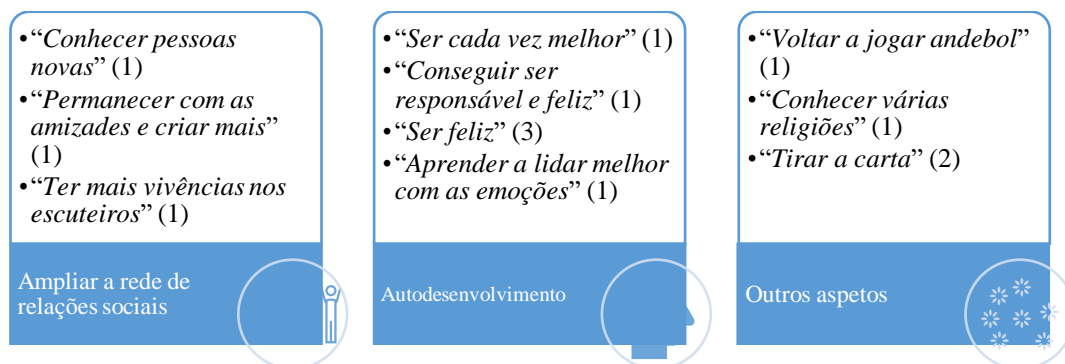 •“Conhecer pessoas
novas” (1)
•“Permanecer com as
amizades e criar mais”
(1)
•“Ter mais vivências nos
escuteiros” (1)
Ampliar a rede de
relações sociais
•“Ser cada vez melhor” (1)
•“Conseguir ser
responsável e feliz” (1)
•“Ser feliz” (3)
•“Aprender a lidar melhor
com as emoções” (1)
Autodesenvolvimento
•“Voltar a jogar andebol”
(1)
•“Conhecer várias
religiões” (1)
•“Tirar a carta” (2)
Outros aspetos